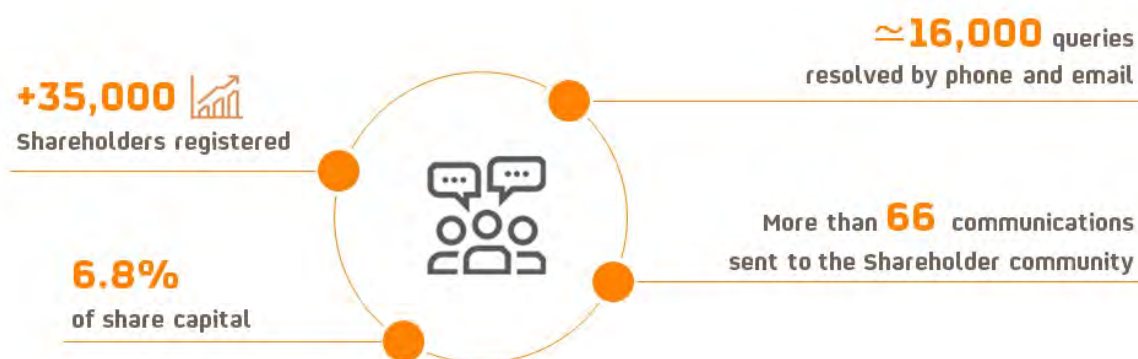 +35,000
Shareholders registered
6.8%
of share capital
≃16,000 queries
resolved by phone and email
More than 66 communications
sent to the Shareholder community